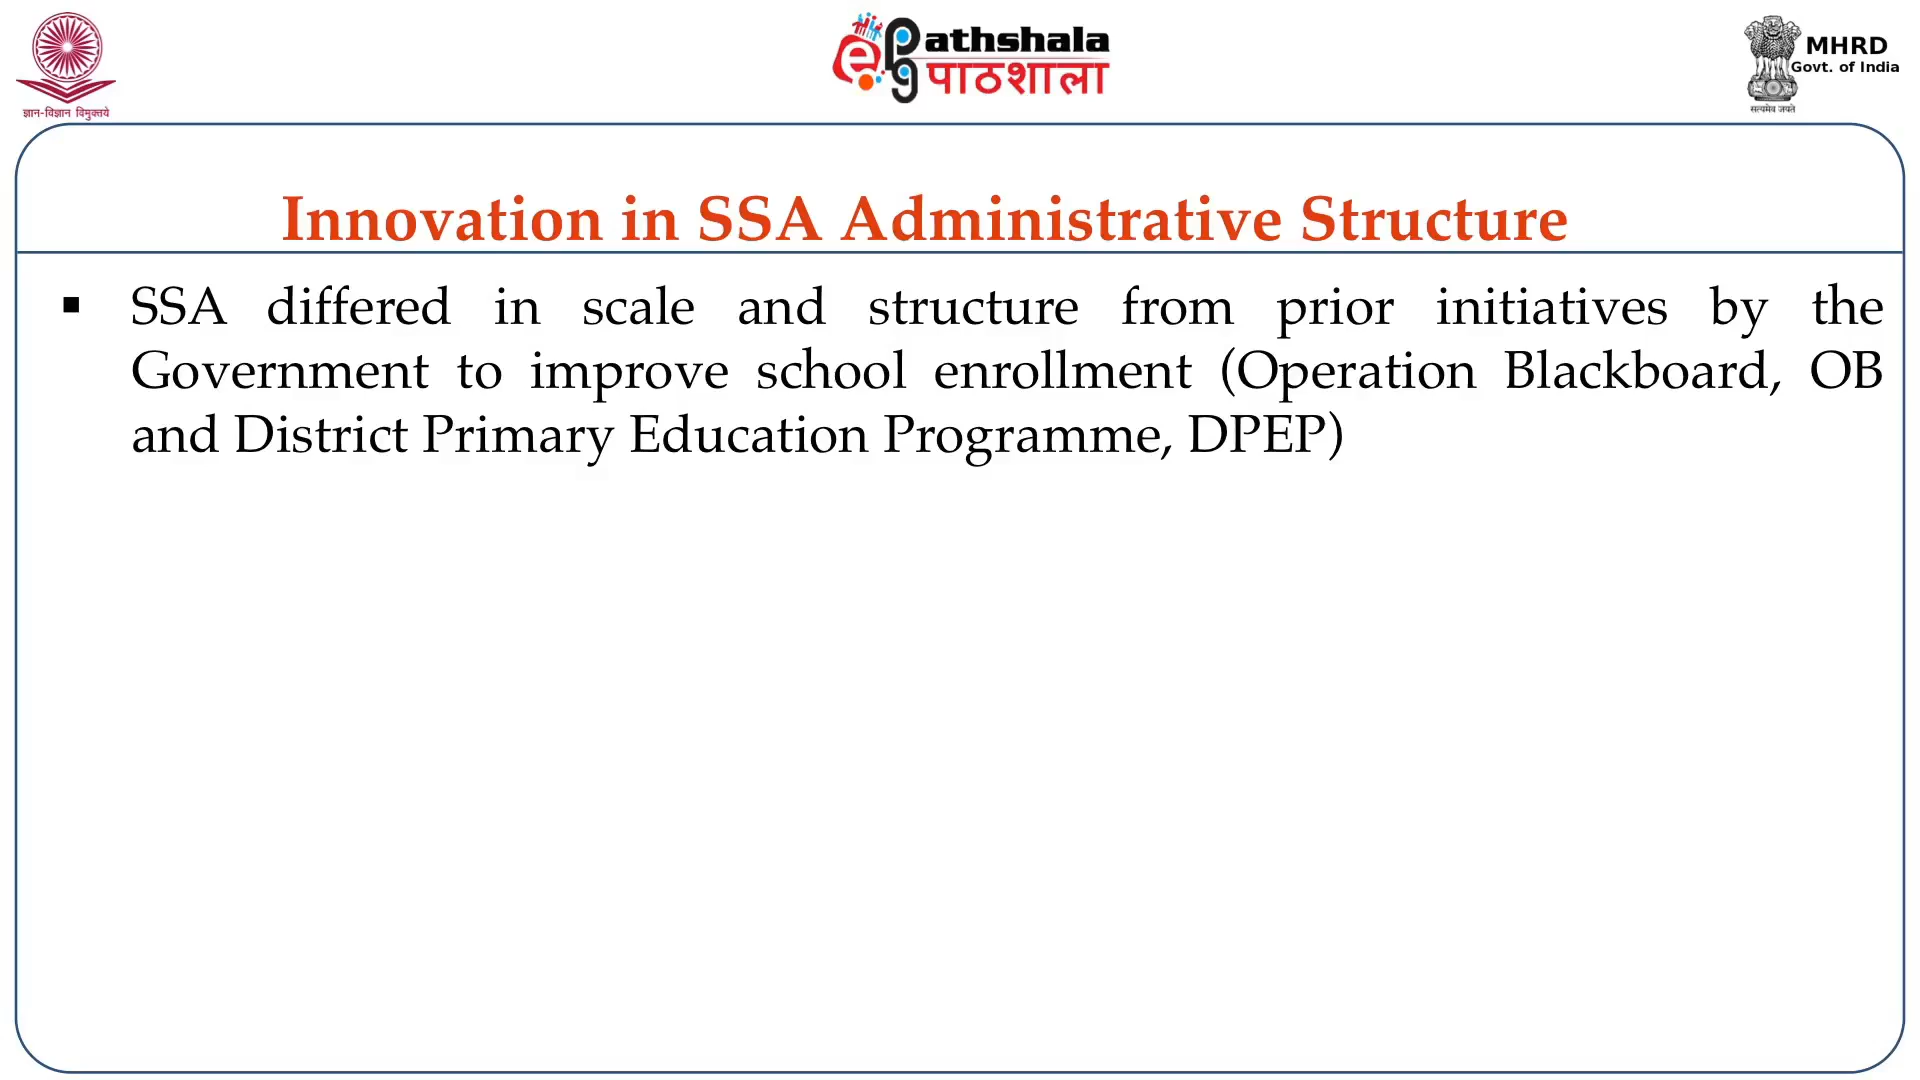 ज्ञान-विज्ञान विमुक्तये
e PG Pathshala
पाठशाला
MHRD
Govt. of India
सत्यमेव जयते
Innovation in SSA Administrative Structure
▪ SSA differed in scale and structure from prior initiatives by the
Government to improve school enrollment (Operation Blackboard, OB
and District Primary Education Programme, DPEP)